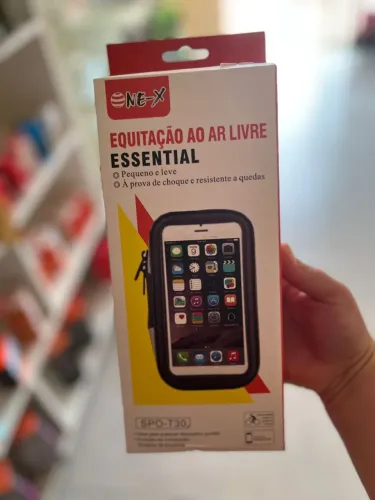 ONE-X
EQUITAÇÃO AO AR LIVRE
ESSENTIAL
Pequeno e leve
À prova de choque e resistente a quedas
SPO-T30